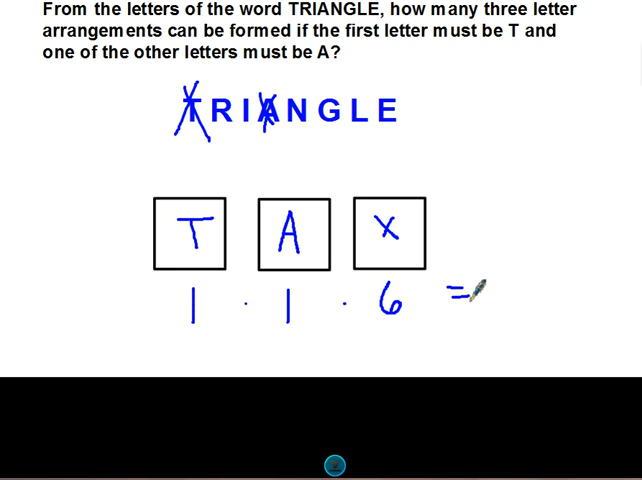 From the letters of the word TRIANGLE, how many three letter
arrangements can be formed if the first letter must be T and
one of the other letters must be A?
TRIANGLE
T A X
1 · 1 · 6 =